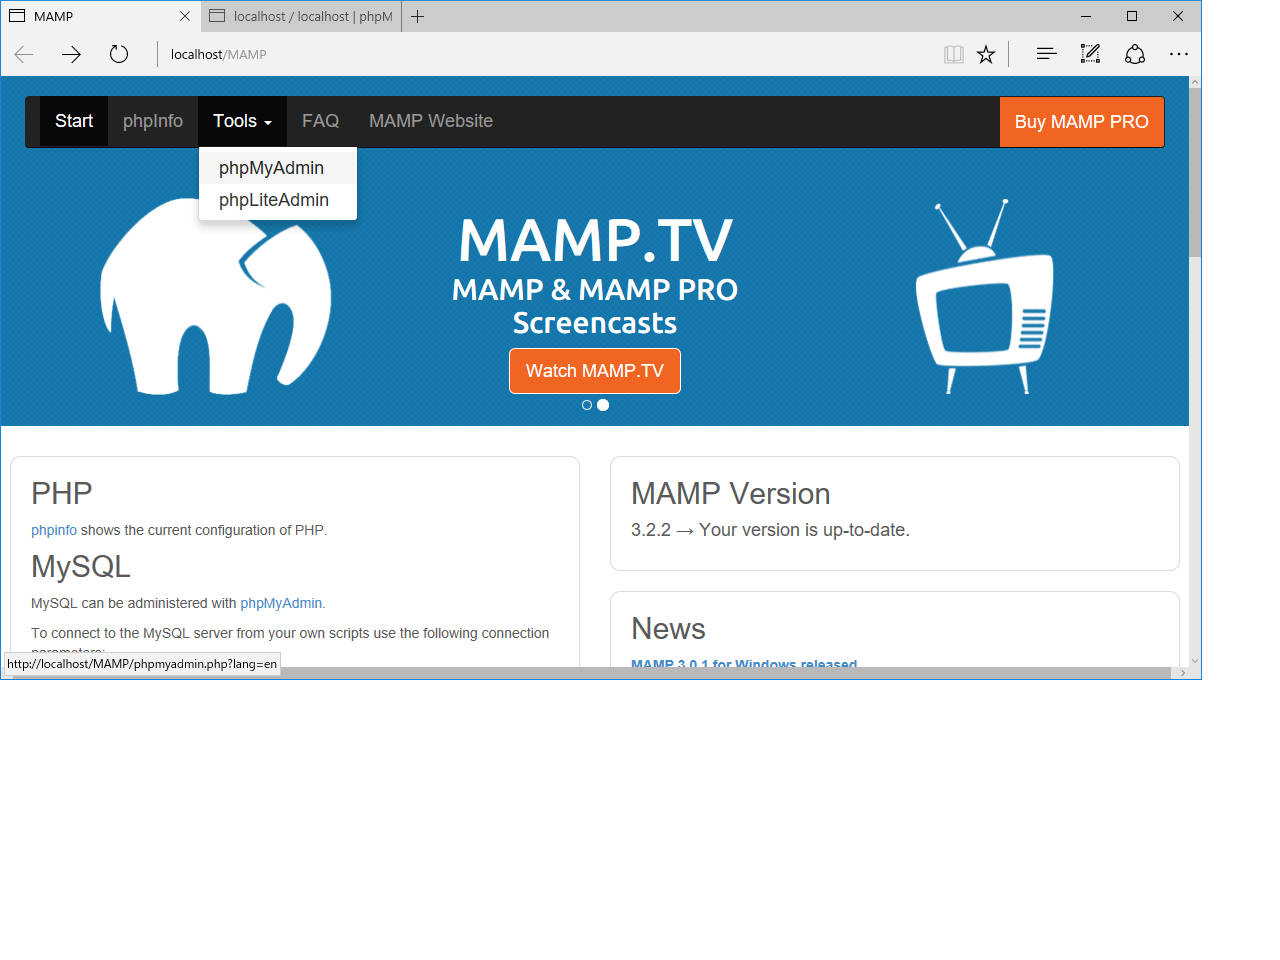 MAMP
localhost / localhost | phpM
localhost/MAMP
Start phpInfo Tools FAQ MAMP Website Buy MAMP PRO
phpMyAdmin
phpLiteAdmin
MAMP.TV
MAMP & MAMP PRO
Screencasts
Watch MAMP.TV
PHP
phpinfo shows the current configuration of PHP.
MySQL
MySQL can be administered with phpMyAdmin.
To connect to the MySQL server from your own scripts use the following connection
parameters:
MAMP Version
3.2.2 → Your version is up-to-date.
News
MAMP 3.0.1 for Windows released
http://localhost/MAMP/phpmyadmin.php?lang=en